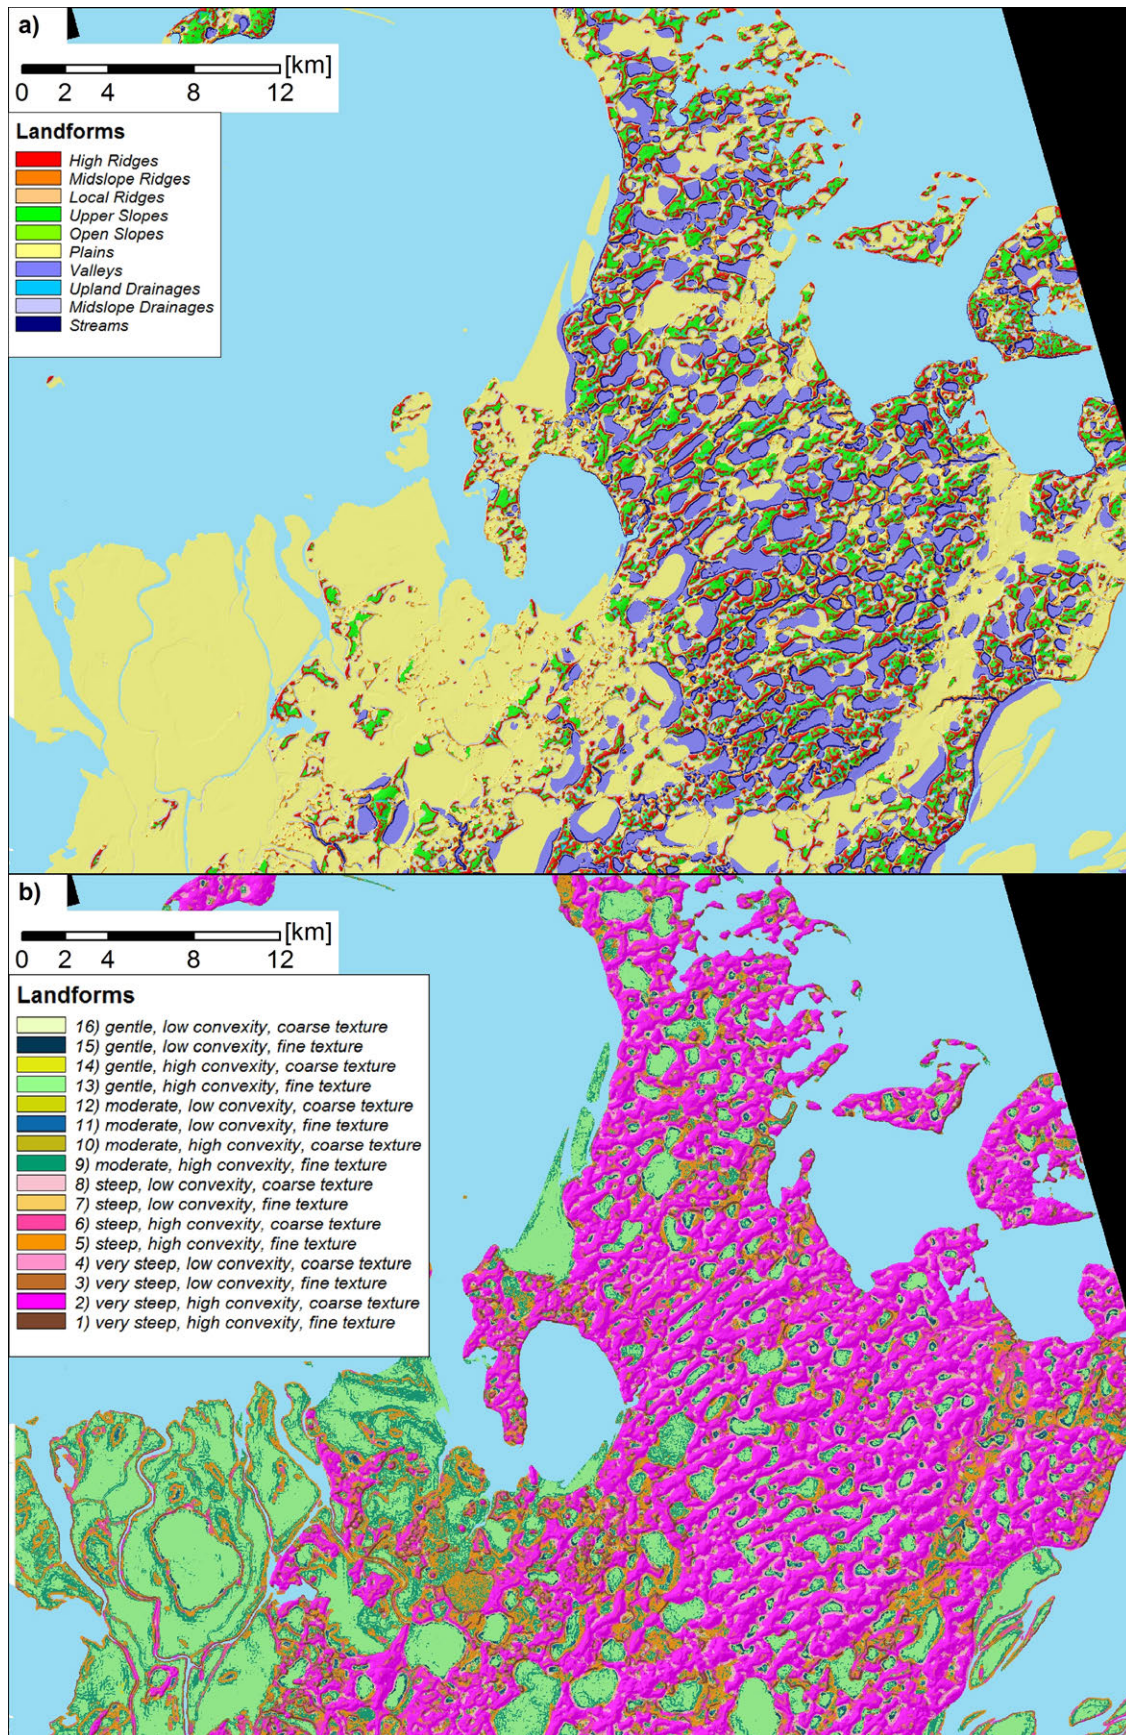 a)
[km]
0 2 4 8 12
Landforms
High Ridges
Midslope Ridges
Local Ridges
Upper Slopes
Open Slopes
Plains
Valleys
Upland Drainages
Midslope Drainages
Streams
b)
[km]
0 2 4 8 12
Landforms
16) gentle, low convexity, coarse texture
15) gentle, low convexity, fine texture
14) gentle, high convexity, coarse texture
13) gentle, high convexity, fine texture
12) moderate, low convexity, coarse texture
11) moderate, low convexity, fine texture
10) moderate, high convexity, coarse texture
9) moderate, high convexity, fine texture
8) steep, low convexity, coarse texture
7) steep, low convexity, fine texture
6) steep, high convexity, coarse texture
5) steep, high convexity, fine texture
4) very steep, low convexity, coarse texture
3) very steep, low convexity, fine texture
2) very steep, high convexity, coarse texture
1) very steep, high convexity, fine texture